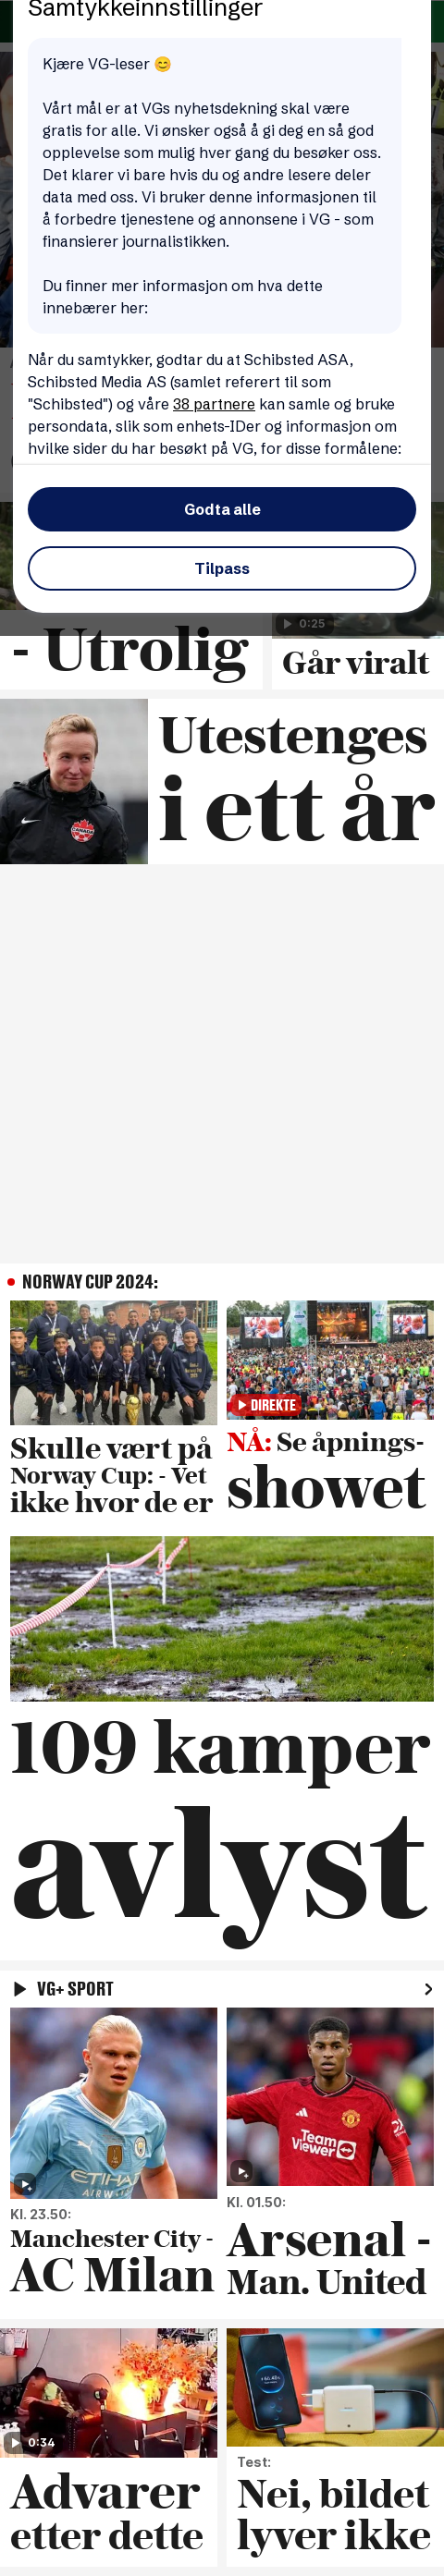 Samtykkeinnstillinger
Kjære VG-leser 😊
Vårt mål er at VGs nyhetsdekning skal være
gratis for alle. Vi ønsker også å gi deg en så god
opplevelse som mulig hver gang du besøker oss.
Det klarer vi bare hvis du og andre lesere deler
data med oss. Vi bruker denne informasjonen til
å forbedre tjenestene og annonsene i VG - som
finansierer journalistikken.
Du finner mer informasjon om hva dette
innebærer her:
Når du samtykker, godtar du at Schibsted ASA,
Schibsted Media AS (samlet referert til som
"Schibsted") og våre 38 partnere kan samle og bruke
persondata, slik som enhets-IDer og informasjon om
hvilke sider du har besøkt på VG, for disse formålene:
Godta alle
Tilpass
- Utrolig
0:25
Går viralt
CANADA
Utestenges
i ett år
NORWAY CUP 2024:
Skulle vært på
Norway Cup: - Vet
ikke hvor de er
DIREKTE
NÅ: Se åpnings-
showet
109 kamper
avlyst
VG+ SPORT
ETIHAD
AIRWAYS
Kl. 23.50:
Manchester City -
AC Milan
TeamViewer
Kl. 01.50:
Arsenal -
Man. United
0:34
Advarer
etter dette
Test:
Nei, bildet
lyver ikke